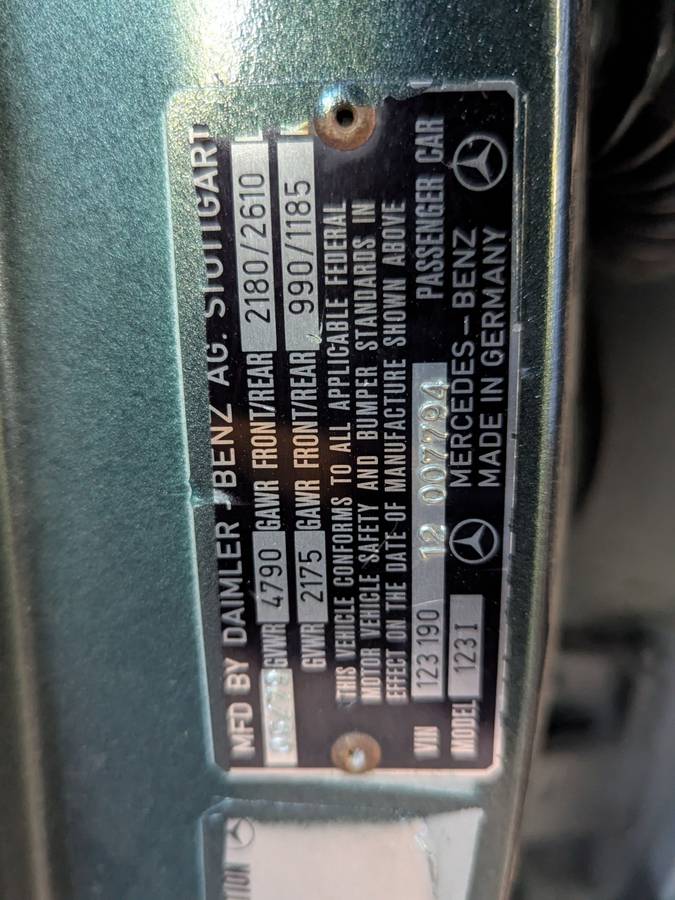 MFD BY DAIMLER-BENZ AG. STUTTGART
GVWR 4790 GAWR FRONT/REAR 2180/2610
GVWR 2175 GAWR FRONT/REAR 990/1185
THIS VEHICLE CONFORMS TO ALL APPLICABLE FEDERAL
MOTOR VEHICLE SAFETY AND BUMPER STANDARDS IN
EFFECT ON THE DATE OF MANUFACTURE SHOWN ABOVE
VIN 123 190 12 007794 PASSENGER CAR
MODEL 123 I MERCEDES-BENZ
MADE IN GERMANY